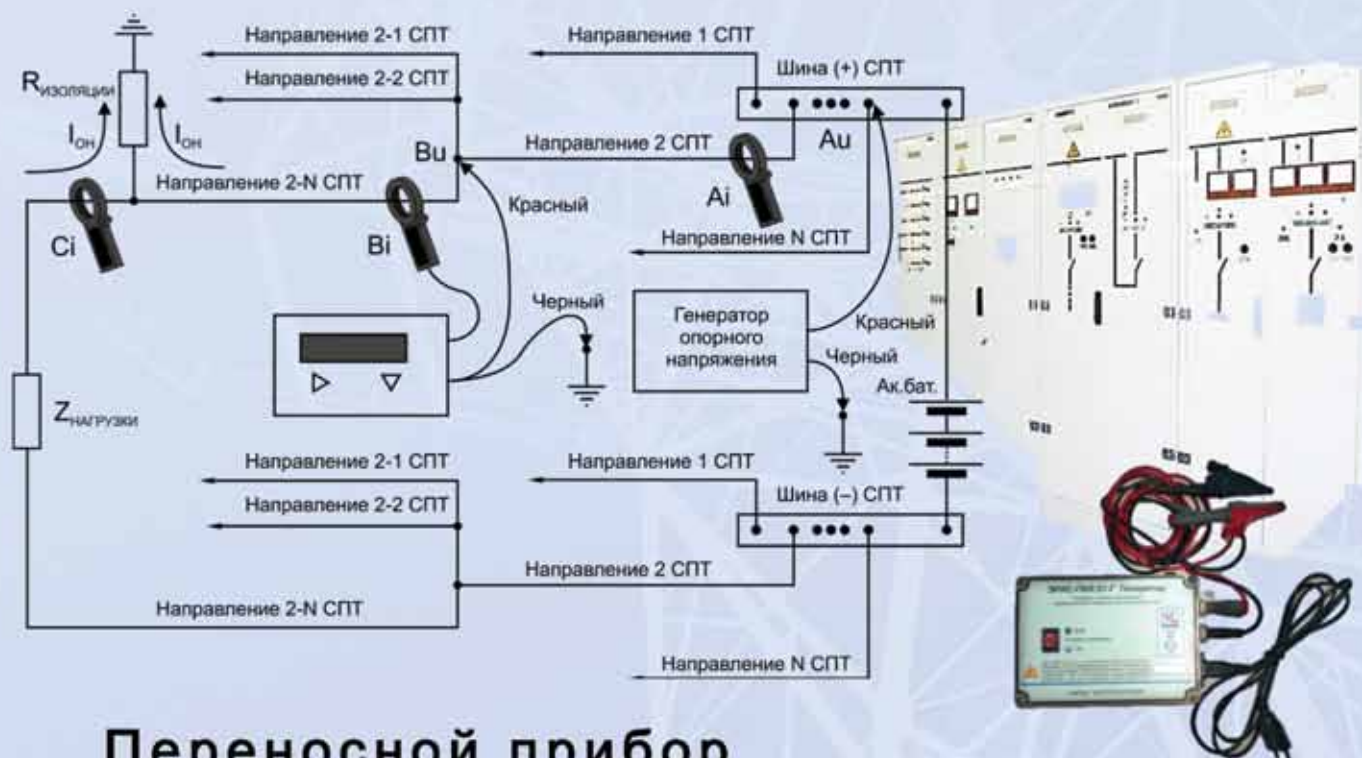 Направление 2-1 СПТ
Направление 1 СПТ
Шина (+) СПТ
Rизоляции
Направление 2-2 СПТ
Iон
Iон
Bu
Направление 2 СПТ
Au
Направление 2-N СПТ
Красный
Ai
Ci
Bi
Направление N СПТ
Черный
Генератор
опорного
напряжения
Красный
Черный
Ак.бат.
Zнагрузки
Направление 2-1 СПТ
Направление 1 СПТ
Шина (–) СПТ
Направление 2-2 СПТ
Направление 2 СПТ
Направление 2-N СПТ
Направление N СПТ
Переносной прибор